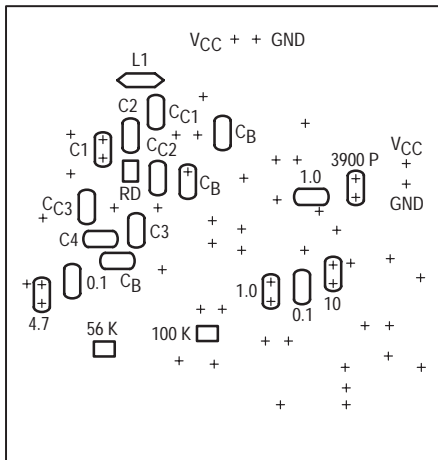 VCC + + GND
L1
C2
CC1
C1
CC2
CB
3900 P
VCC
1.0
RD
CB
GND
CC3
C4
C3
0.1
CB
1.0
0.1
10
4.7
56 K
100 K